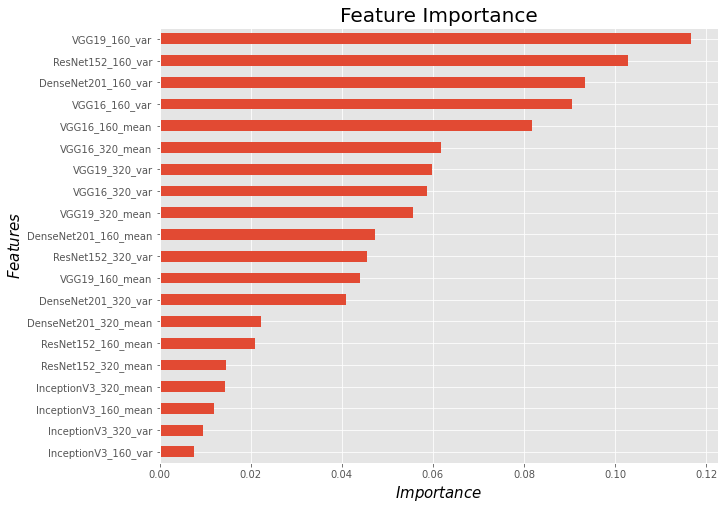 Feature Importance
VGG19_160_var
ResNet152_160_var
DenseNet201_160_var
VGG16_160_var
VGG16_160_mean
VGG16_320_mean
VGG19_320_var
VGG16_320_var
VGG19_320_mean
DenseNet201_160_mean
ResNet152_320_var
VGG19_160_mean
DenseNet201_320_var
DenseNet201_320_mean
ResNet152_160_mean
ResNet152_320_mean
InceptionV3_320_mean
InceptionV3_160_mean
InceptionV3_320_var
InceptionV3_160_var
Features
0.00 0.02 0.04 0.06 0.08 0.10 0.12
Importance